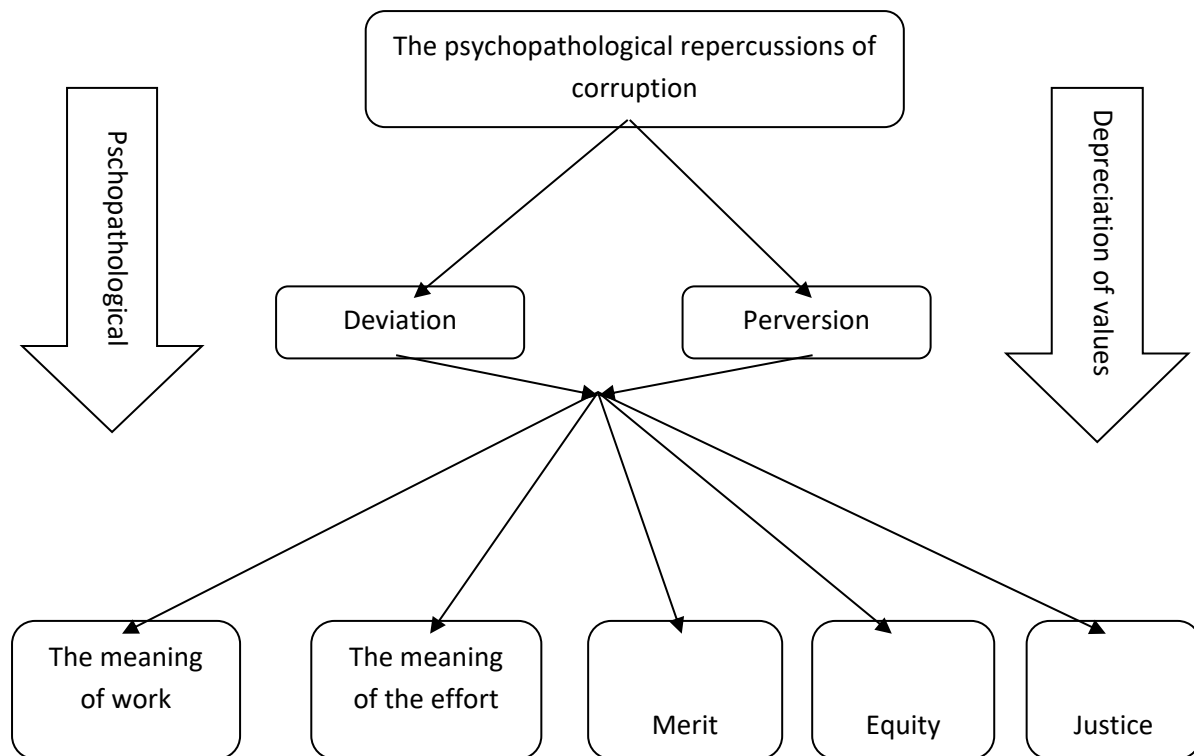 The psychopathological repercussions of
corruption
Pschopathological
Depreciation of values
Deviation
Perversion
The meaning
of work
The meaning
of the effort
Merit
Equity
Justice